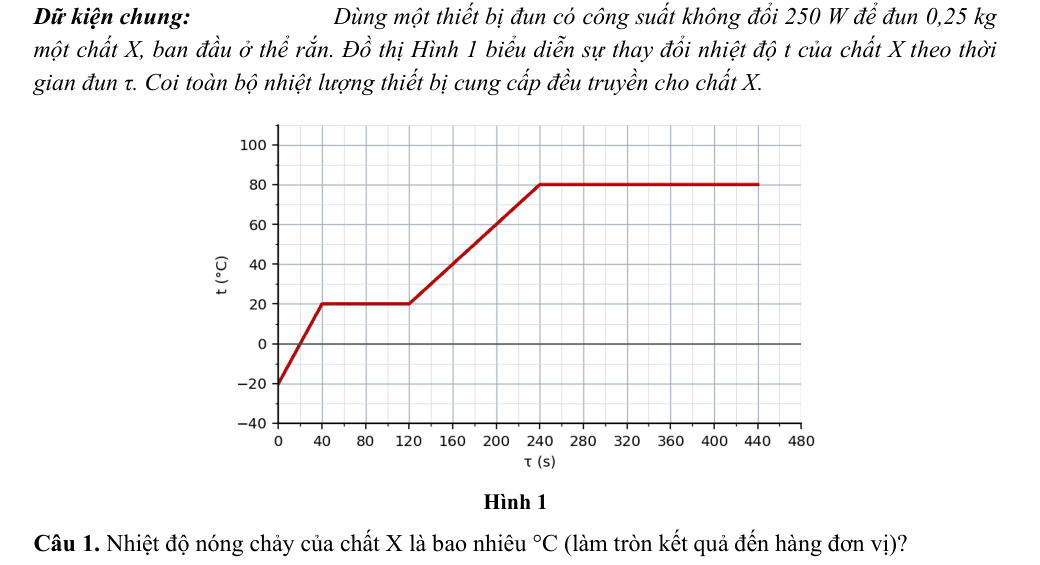 Dữ kiện chung: Dùng một thiết bị đun có công suất không đổi 250 W để đun 0,25 kg
một chất X, ban đầu ở thể rắn. Đồ thị Hình 1 biểu diễn sự thay đổi nhiệt độ t của chất X theo thời
gian đun τ. Coi toàn bộ nhiệt lượng thiết bị cung cấp đều truyền cho chất X.
100
80
60
40
20
0
−20
−40
t (°C)
0 40 80 120 160 200 240 280 320 360 400 440 480
τ (s)
Hình 1
Câu 1. Nhiệt độ nóng chảy của chất X là bao nhiêu °C (làm tròn kết quả đến hàng đơn vị)?